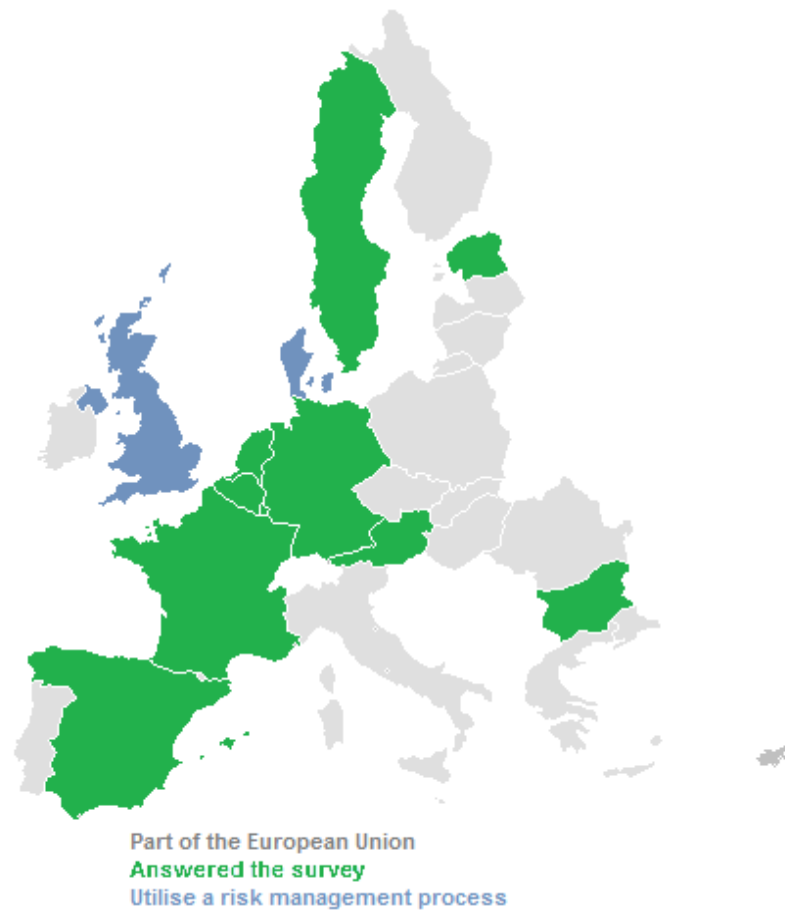 Part of the European Union
Answered the survey
Utilise a risk management process